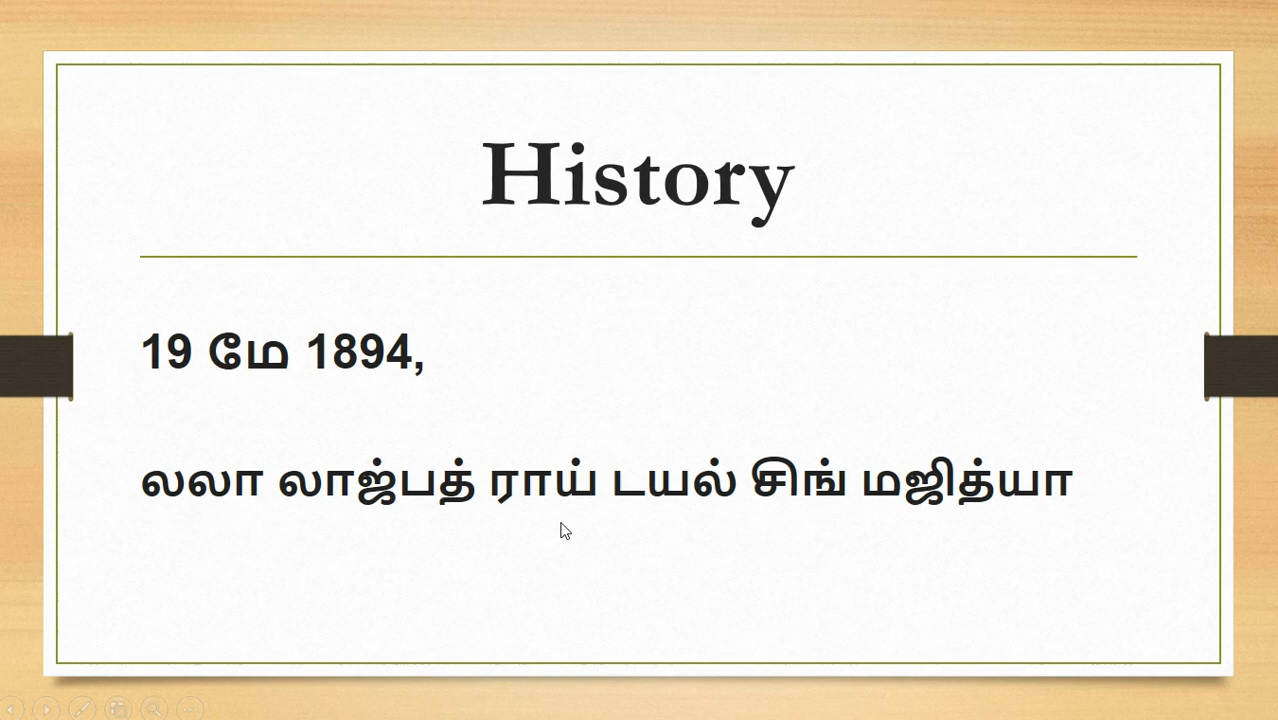 History
19 மே 1894,
லலா லாஜ்பத் ராய் டயல் சிங் மஜித்யா